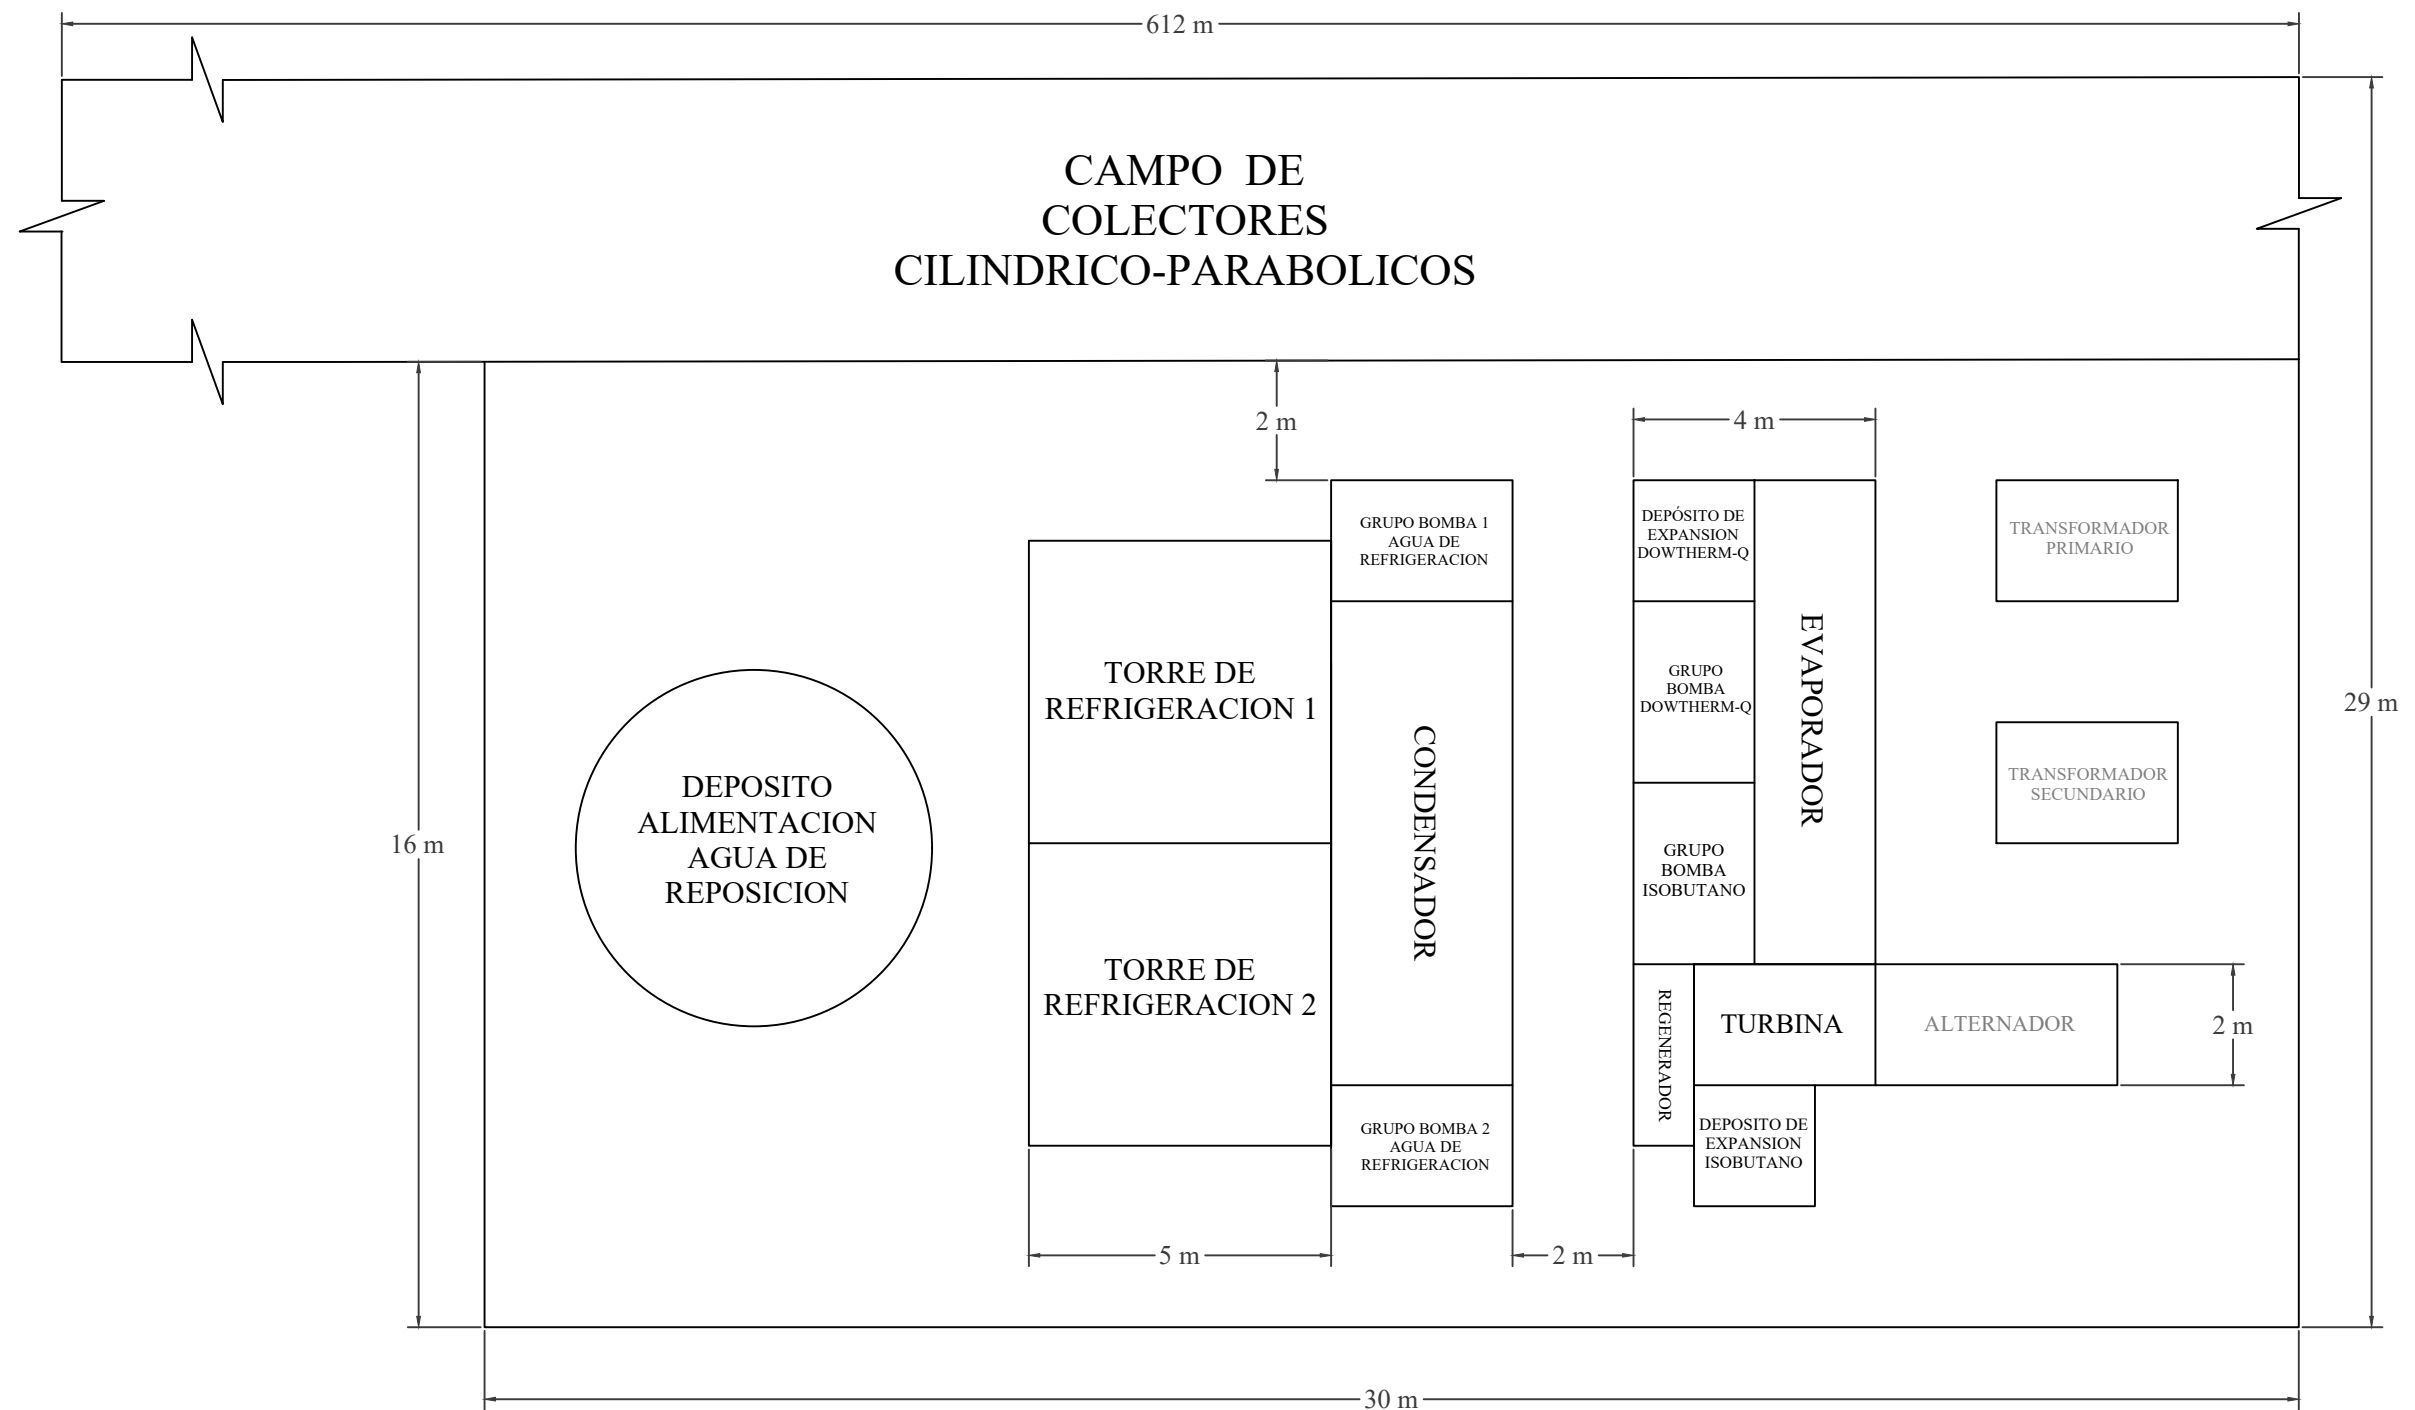 612 m
CAMPO DE
COLECTORES
CILINDRICO-PARABOLICOS
2 m
4 m
GRUPO BOMBA 1
AGUA DE
REFRIGERACION
DEPÓSITO DE
EXPANSION
DOWTHERM-Q
TRANSFORMADOR
PRIMARIO
TORRE DE
REFRIGERACION 1
CONDENSADOR
GRUPO
BOMBA
DOWTHERM-Q
EVAPORADOR
29 m
TRANSFORMADOR
SECUNDARIO
DEPOSITO
ALIMENTACION
AGUA DE
REPOSICION
16 m
GRUPO
BOMBA
ISOBUTANO
TORRE DE
REFRIGERACION 2
REGENERADOR
TURBINA
ALTERNADOR
2 m
GRUPO BOMBA 2
AGUA DE
REFRIGERACION
DEPOSITO DE
EXPANSION
ISOBUTANO
5 m
2 m
30 m